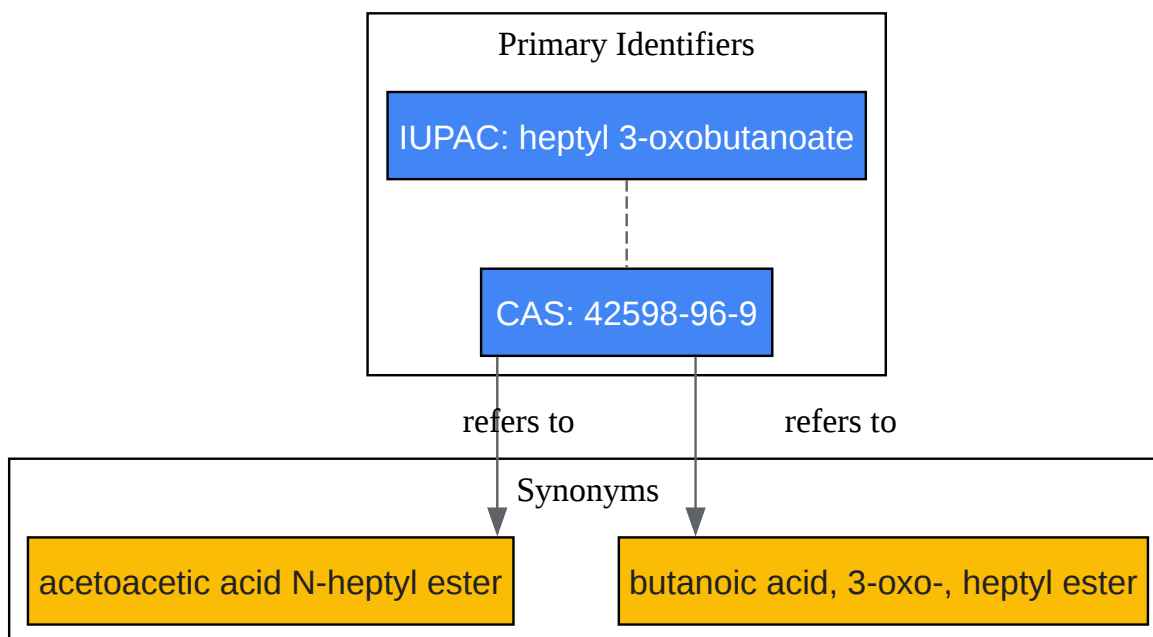 Primary Identifiers
IUPAC: heptyl 3-oxobutanoate
CAS: 42598-96-9
refers to
refers to
Synonyms
acetoacetic acid N-heptyl ester
butanoic acid, 3-oxo-, heptyl ester